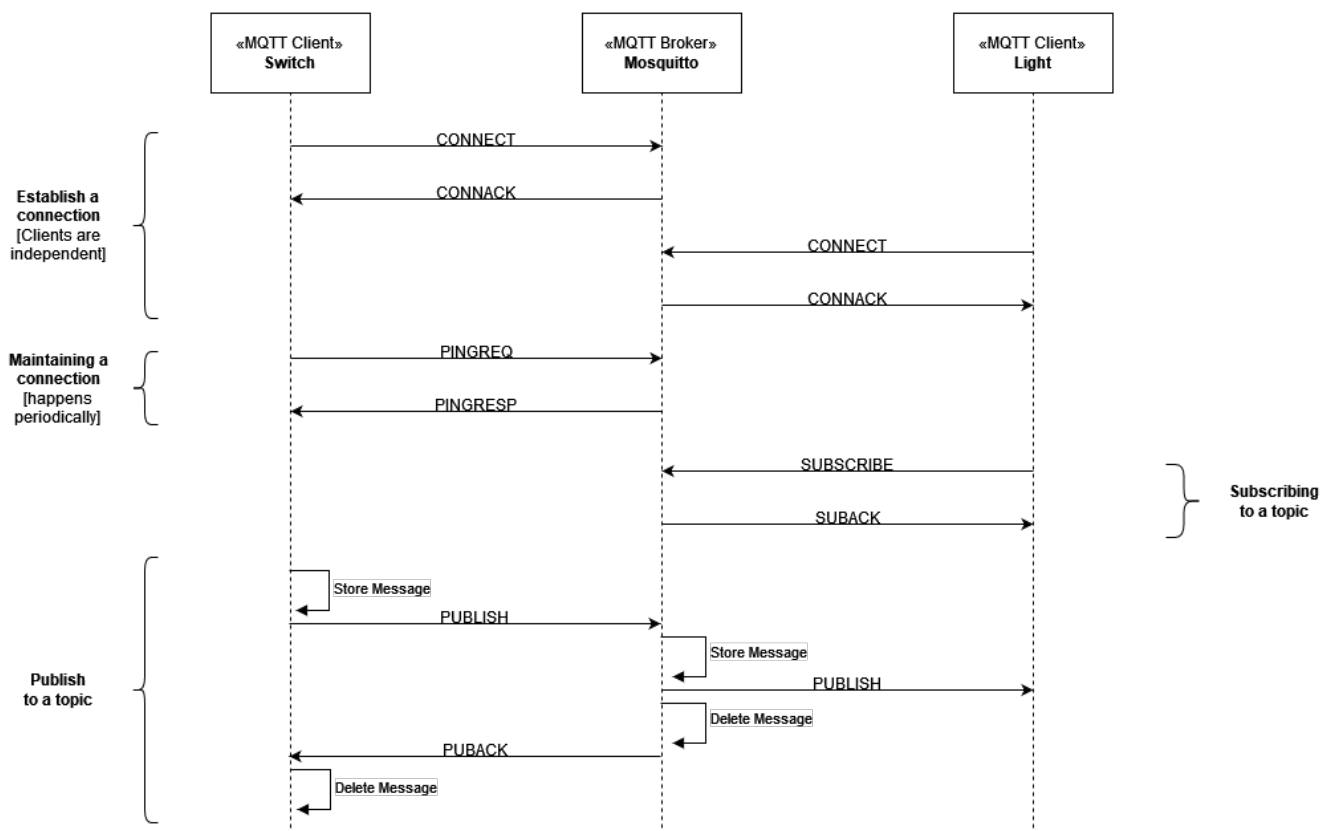 «MQTT Client»
Switch
«MQTT Broker»
Mosquitto
«MQTT Client»
Light
CONNECT
CONNACK
Establish a
connection
[Clients are
independent]
CONNECT
CONNACK
Maintaining a
connection
[happens
periodically]
PINGREQ
PINGRESP
SUBSCRIBE
SUBACK
Subscribing
to a topic
Publish
to a topic
Store Message
PUBLISH
Store Message
PUBLISH
Delete Message
PUBACK
Delete Message